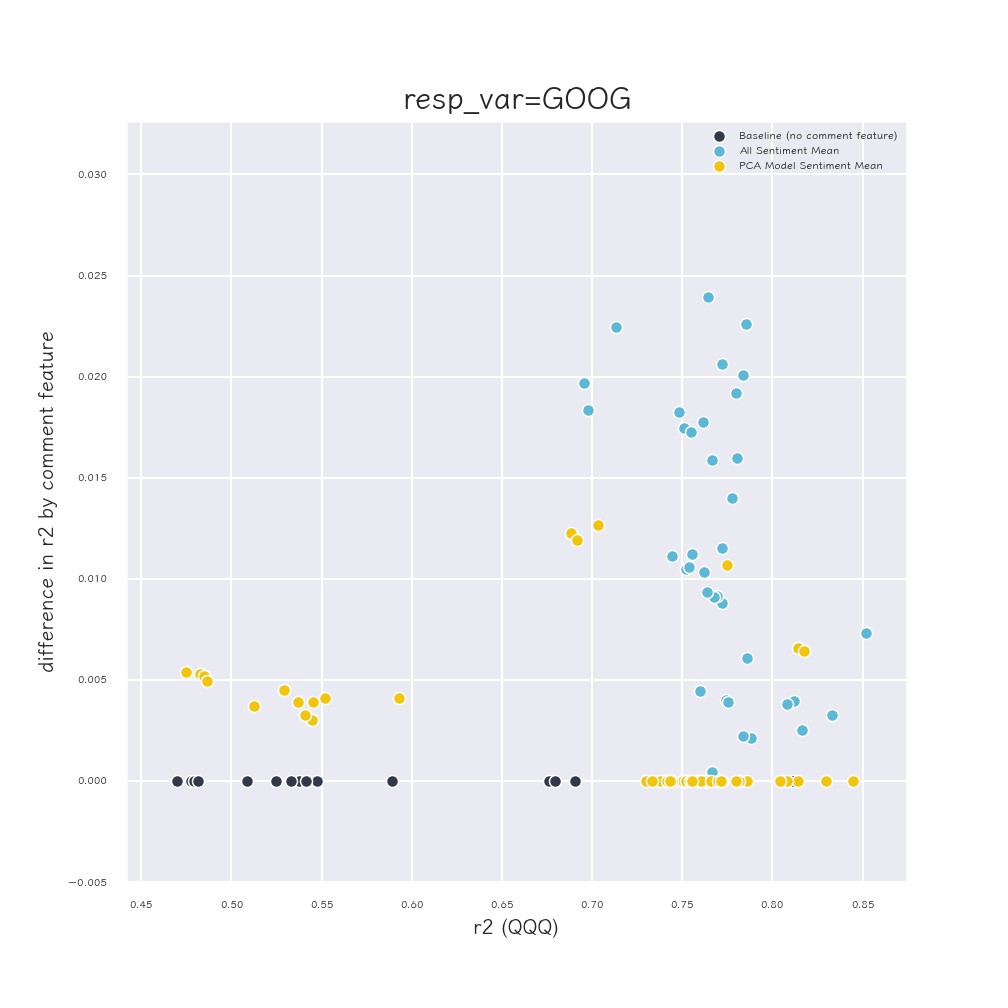 resp_var=GOOG
Baseline (no comment feature)
All Sentiment Mean
PCA Model Sentiment Mean
0.030
0.025
0.020
0.015
0.010
0.005
0.000
−0.005
difference in r2 by comment feature
0.45 0.50 0.55 0.60 0.65 0.70 0.75 0.80 0.85
r2 (QQQ)